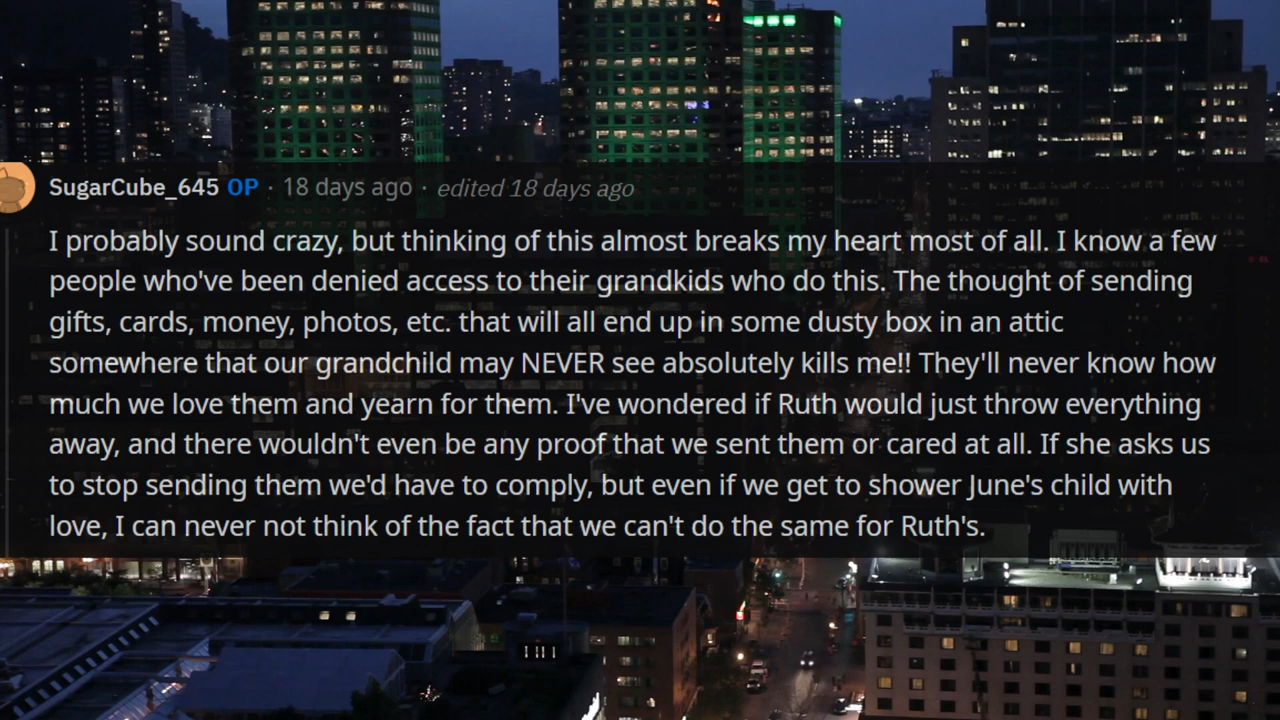 SugarCube_645 OP · 18 days ago · edited 18 days ago
I probably sound crazy, but thinking of this almost breaks my heart most of all. I know a few
people who've been denied access to their grandkids who do this. The thought of sending
gifts, cards, money, photos, etc. that will all end up in some dusty box in an attic
somewhere that our grandchild may NEVER see absolutely kills me!! They'll never know how
much we love them and yearn for them. I've wondered if Ruth would just throw everything
away, and there wouldn't even be any proof that we sent them or cared at all. If she asks us
to stop sending them we'd have to comply, but even if we get to shower June's child with
love, I can never not think of the fact that we can't do the same for Ruth's.